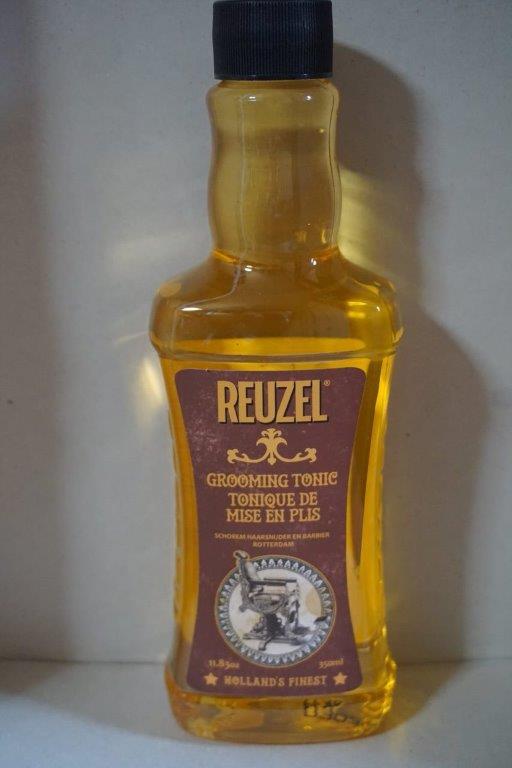 REUZEL®
GROOMING TONIC
TONIQUE DE
MISE EN PLIS
SCHOREM HAARSNIJDER EN BARBIER
ROTTERDAM
11.83oz 350ml
HOLLAND'S FINEST